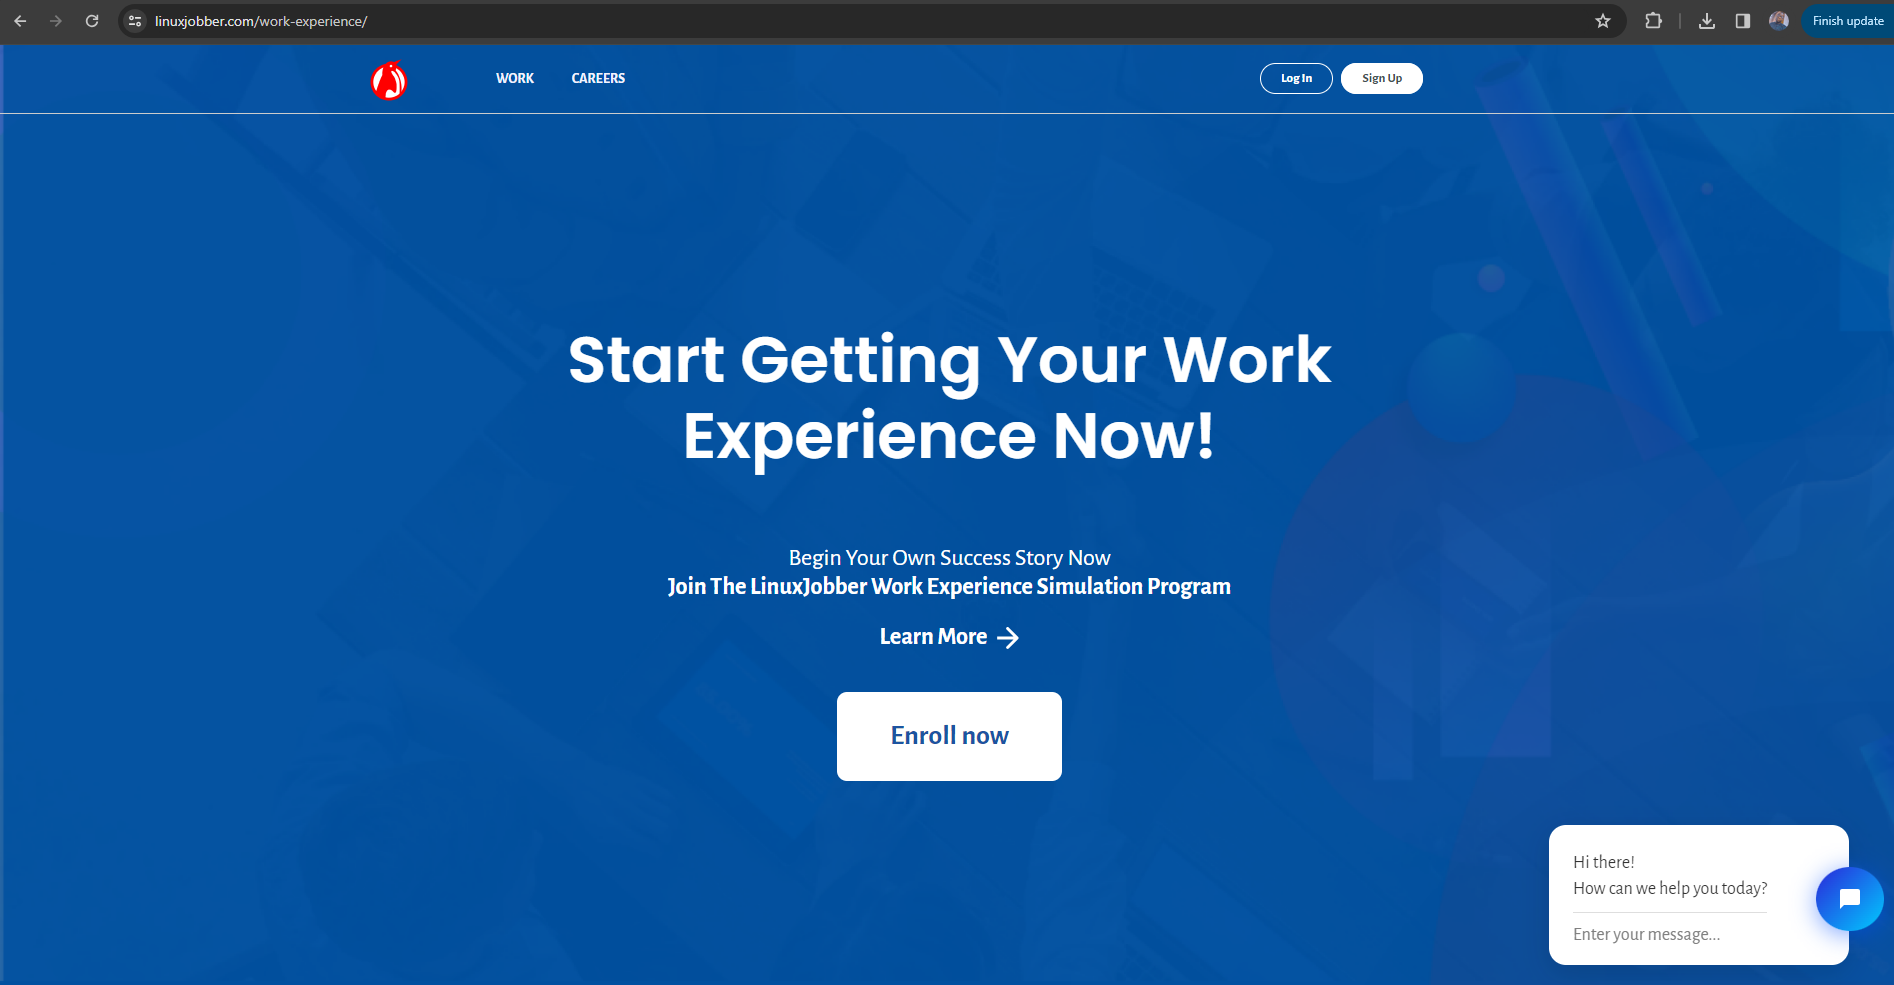 linuxjobber.com/work-experience/
Finish update
WORK
CAREERS
Log In
Sign Up
Start Getting Your Work
Experience Now!
Begin Your Own Success Story Now
Join The LinuxJobber Work Experience Simulation Program
Learn More
Enroll now
Hi there!
How can we help you today?
Enter your message...